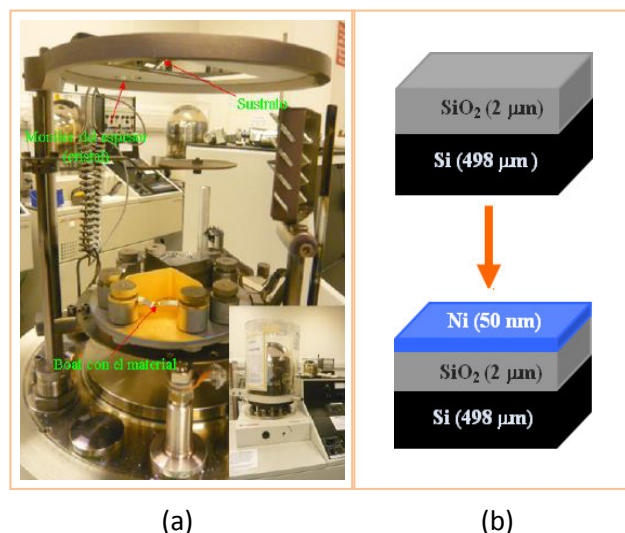 Sustrato
Monitor del espesor
(cristal)
Boat con el material
SiO₂ (2 μm)
Si (498 μm)
Ni (50 nm)
SiO₂ (2 μm)
Si (498 μm)
(a)
(b)